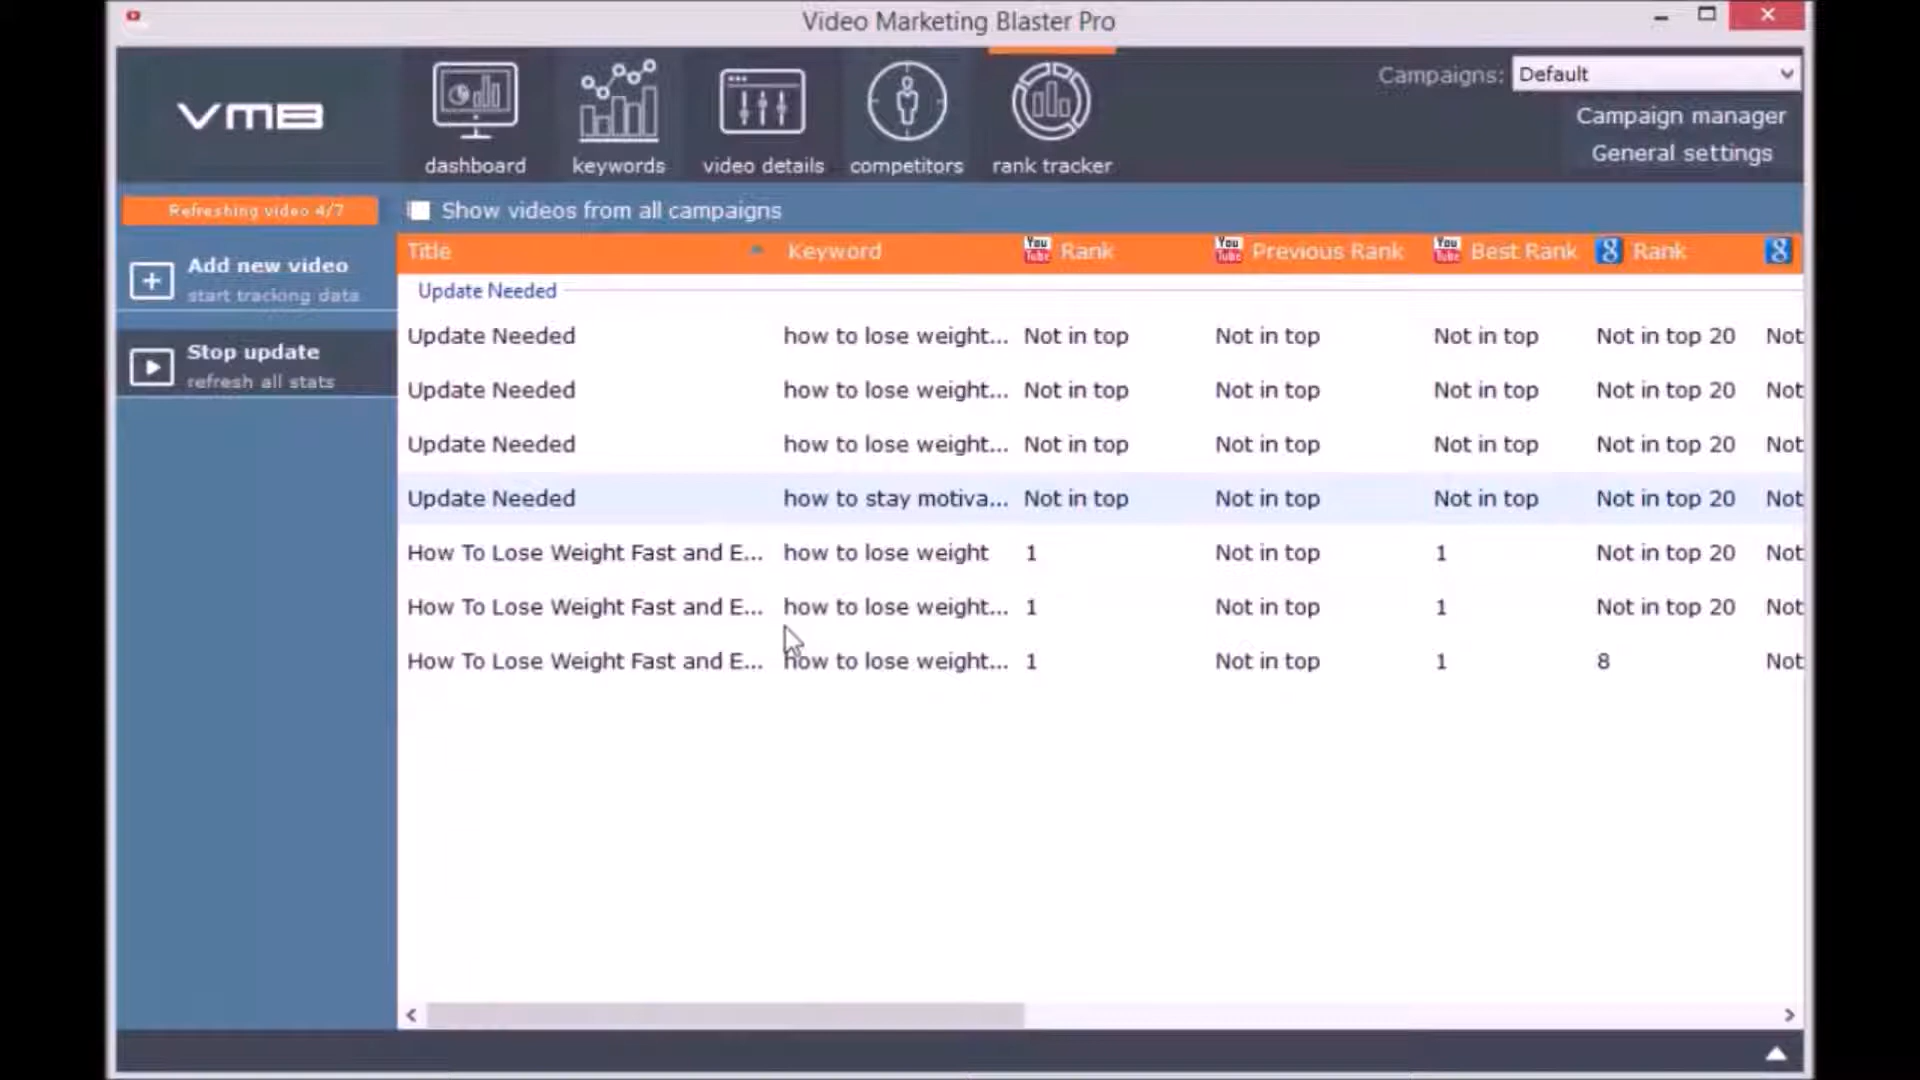 Video Marketing Blaster Pro
VMB
dashboard
keywords
video details
competitors
rank tracker
Campaigns:
Default
Campaign manager
General settings
Refreshing video 4/7
Show videos from all campaigns
Add new video
start tracking data
Stop update
refresh all stats
Title Keyword You Tube Rank You Tube Previous Rank You Tube Best Rank 8 Rank 8
Update Needed
Update Needed how to lose weight... Not in top Not in top Not in top Not in top 20 Not
Update Needed how to lose weight... Not in top Not in top Not in top Not in top 20 Not
Update Needed how to lose weight... Not in top Not in top Not in top Not in top 20 Not
Update Needed how to stay motiva... Not in top Not in top Not in top Not in top 20 Not
How To Lose Weight Fast and E... how to lose weight 1 Not in top 1 Not in top 20 Not
How To Lose Weight Fast and E... how to lose weight... 1 Not in top 1 Not in top 20 Not
How To Lose Weight Fast and E... how to lose weight... 1 Not in top 1 8 Not